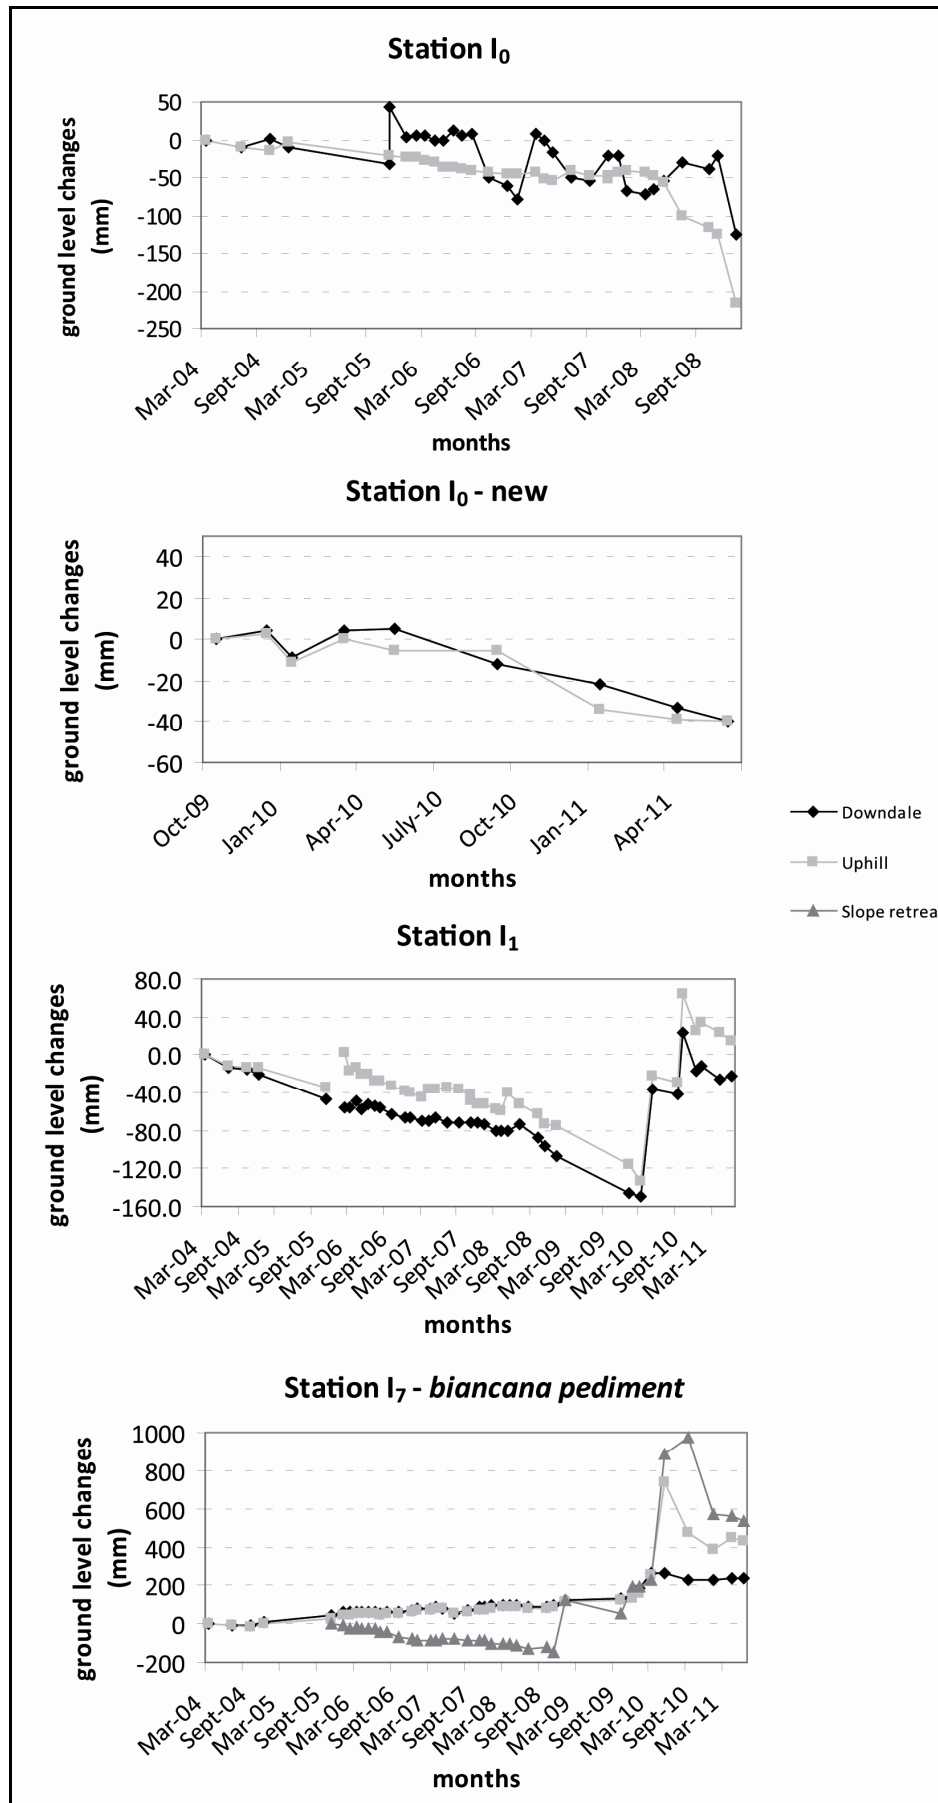 Station I₀
50
0
-50
-100
-150
-200
-250
ground level changes
(mm)
Mar-04
Sept-04
Mar-05
Sept-05
Mar-06
Sept-06
Mar-07
Sept-07
Mar-08
Sept-08
months
Station I₀ - new
40
20
0
-20
-40
-60
ground level changes
(mm)
Oct-09
Jan-10
Apr-10
July-10
Oct-10
Jan-11
Apr-11
months
Downdale
Uphill
Slope retrea
Station I₁
80.0
40.0
0.0
-40.0
-80.0
-120.0
-160.0
ground level changes
(mm)
Mar-04
Sept-04
Mar-05
Sept-05
Mar-06
Sept-06
Mar-07
Sept-07
Mar-08
Sept-08
Mar-09
Sept-09
Mar-10
Sept-10
Mar-11
months
Station I₇ - biancana pediment
1000
800
600
400
200
0
-200
ground level changes
(mm)
Mar-04
Sept-04
Mar-05
Sept-05
Mar-06
Sept-06
Mar-07
Sept-07
Mar-08
Sept-08
Mar-09
Sept-09
Mar-10
Sept-10
Mar-11
months